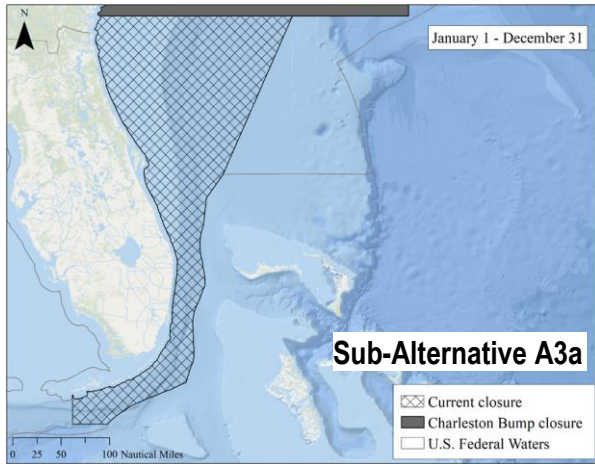 N
January 1 - December 31
Sub-Alternative A3a
Current closure
Charleston Bump closure
U.S. Federal Waters
0 25 50 100 Nautical Miles